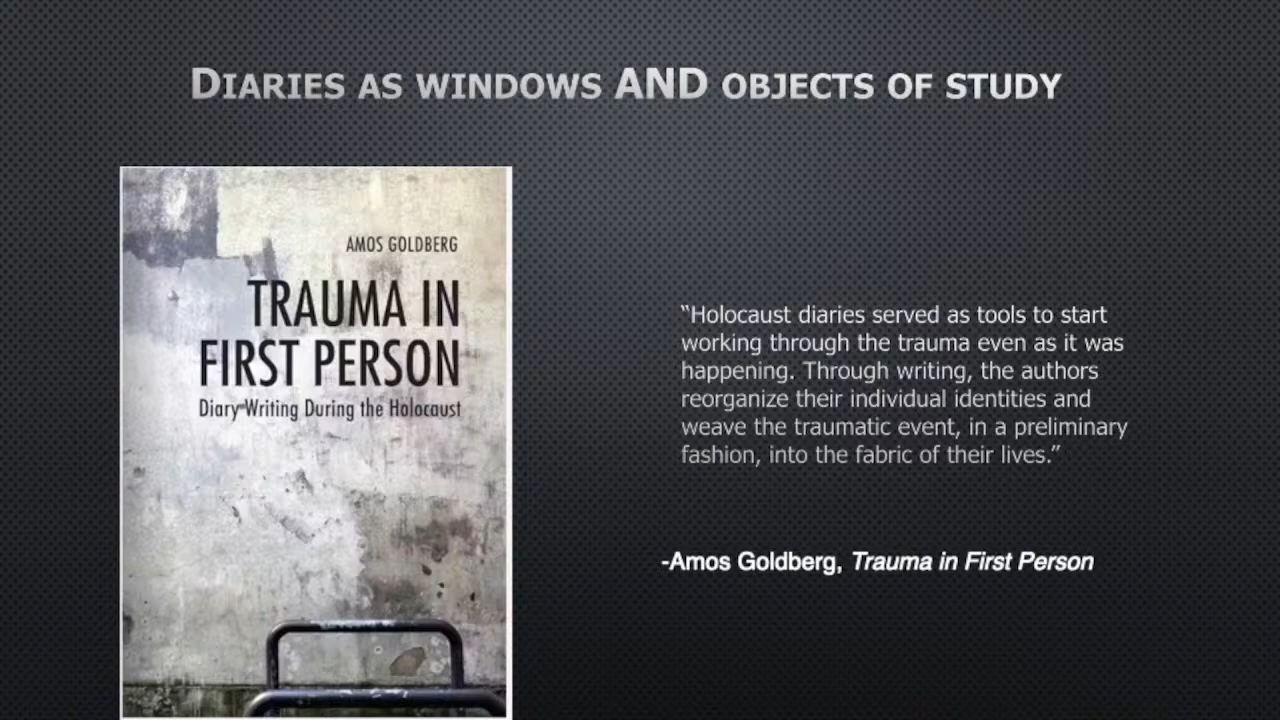 DIARIES AS WINDOWS AND OBJECTS OF STUDY
AMOS GOLDBERG
TRAUMA IN
FIRST PERSON
Diary Writing During the Holocaust
“Holocaust diaries served as tools to start
working through the trauma even as it was
happening. Through writing, the authors
reorganize their individual identities and
weave the traumatic event, in a preliminary
fashion, into the fabric of their lives.”
-Amos Goldberg, Trauma in First Person